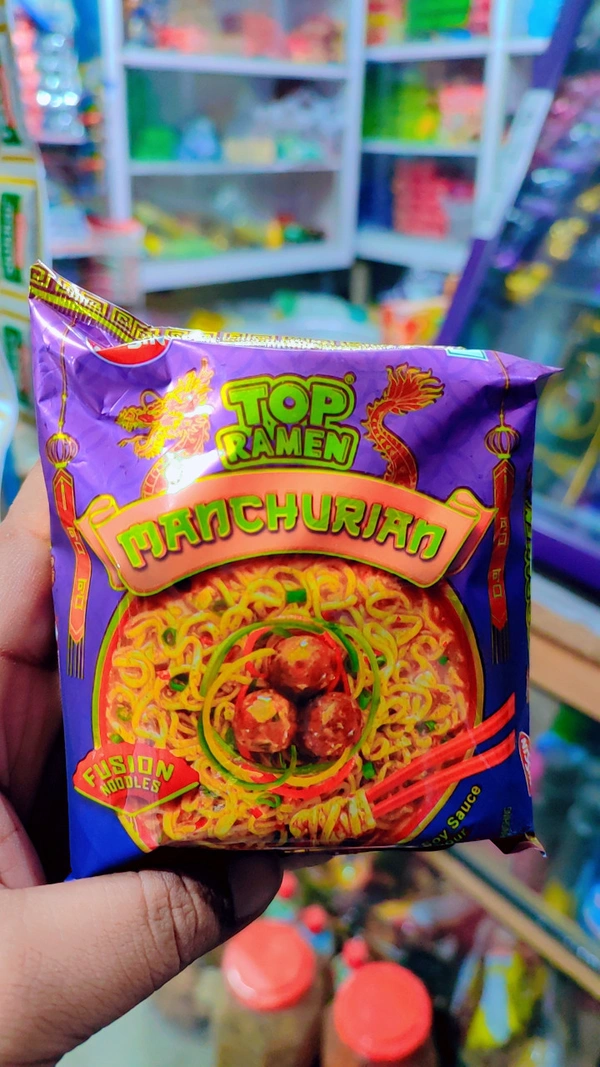 TOP
RAMEN
MANCHURIAN
FUSION
NOODLES
Soy Sauce